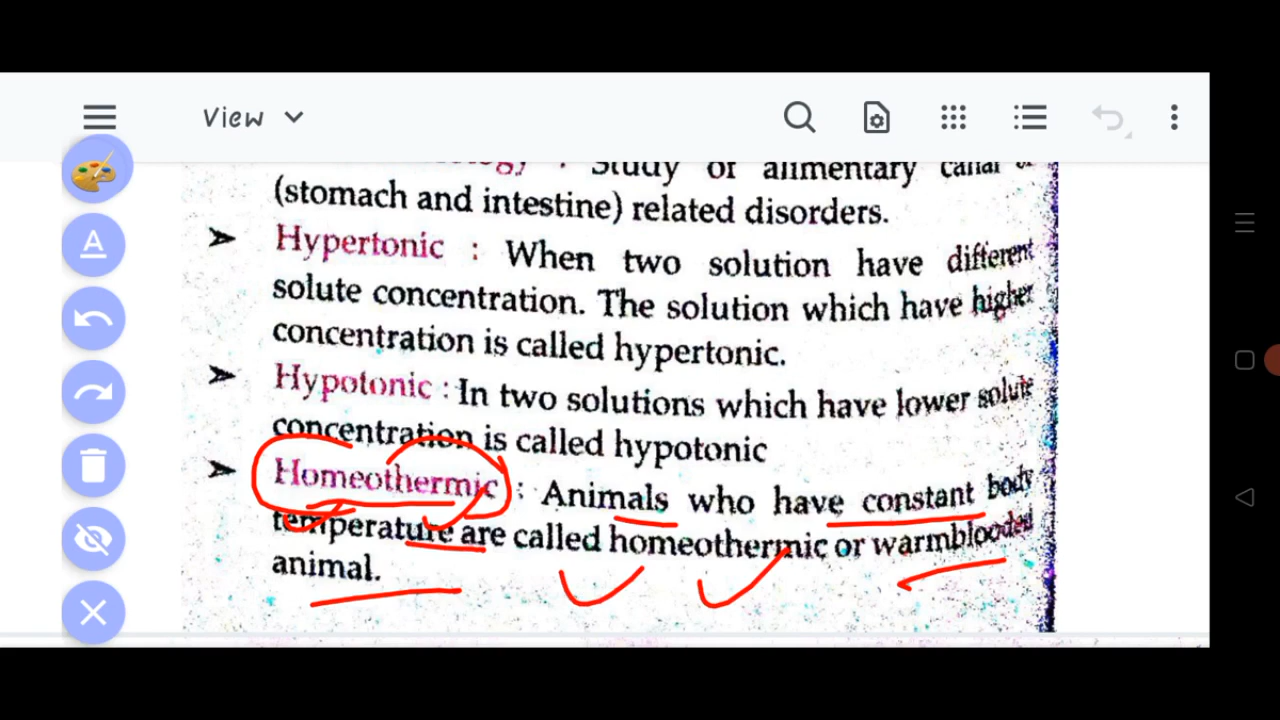 View
: Study of alimentary canal or
(stomach and intestine) related disorders.
➤ Hypertonic : When two solution have different
solute concentration. The solution which have higher
concentration is called hypertonic.
➤ Hypotonic : In two solutions which have lower solute
concentration is called hypotonic
➤ Homeothermic : Animals who have constant body
temperature are called homeothermic or warmblooded
animal.